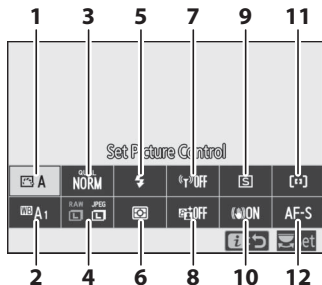 1 3 5 7 9 11
Set Picture Control
A QUAL NORM OFF S
WB A1 RAW L JPEG L OFF ON AF-S
i
2 4 6 8 10 12